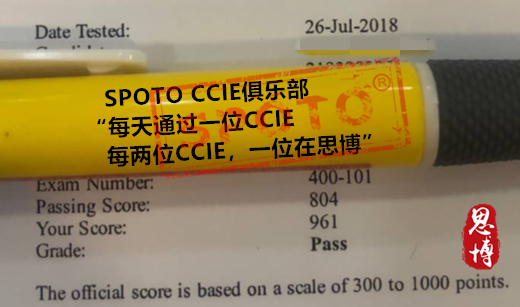 Date Tested: 26-Jul-2018
SPOTO CCIE俱乐部
“每天通过一位CCIE
每两位CCIE，一位在思博”
SPOTO®
Exam Number: 400-101
Passing Score: 804
Your Score: 961
Grade: Pass
思博
The official score is based on a scale of 300 to 1000 points.